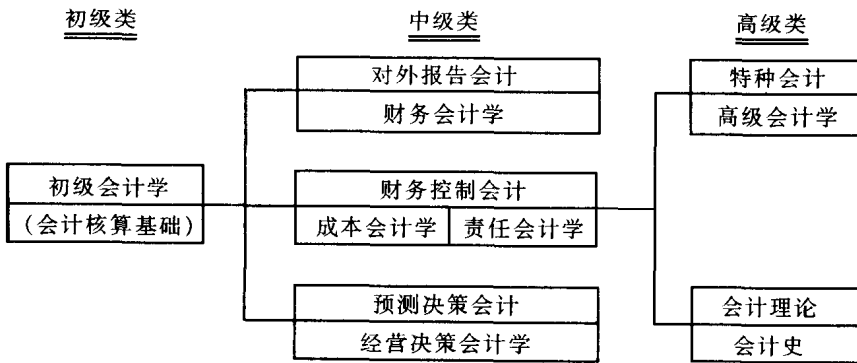 初级类
中级类
高级类
对外报告会计
财务会计学
特种会计
高级会计学
初级会计学
(会计核算基础)
财务控制会计
成本会计学 责任会计学
预测决策会计
经营决策会计学
会计理论
会计史